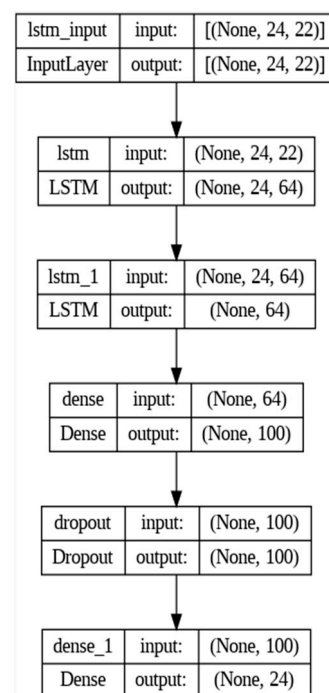 lstm_input input: [(None, 24, 22)]
InputLayer output: [(None, 24, 22)]
lstm input: (None, 24, 22)
LSTM output: (None, 24, 64)
lstm_1 input: (None, 24, 64)
LSTM output: (None, 64)
dense input: (None, 64)
Dense output: (None, 100)
dropout input: (None, 100)
Dropout output: (None, 100)
dense_1 input: (None, 100)
Dense output: (None, 24)